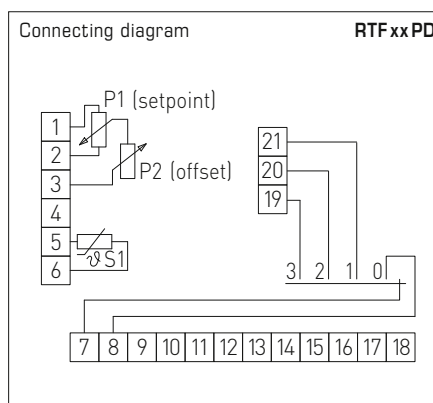 Connecting diagram RTF xx PD
P1 (setpoint)
1
2
3
4
5
6
P2 (offset)
ϑ S1
21
20
19
3 2 1 0
7 8 9 10 11 12 13 14 15 16 17 18